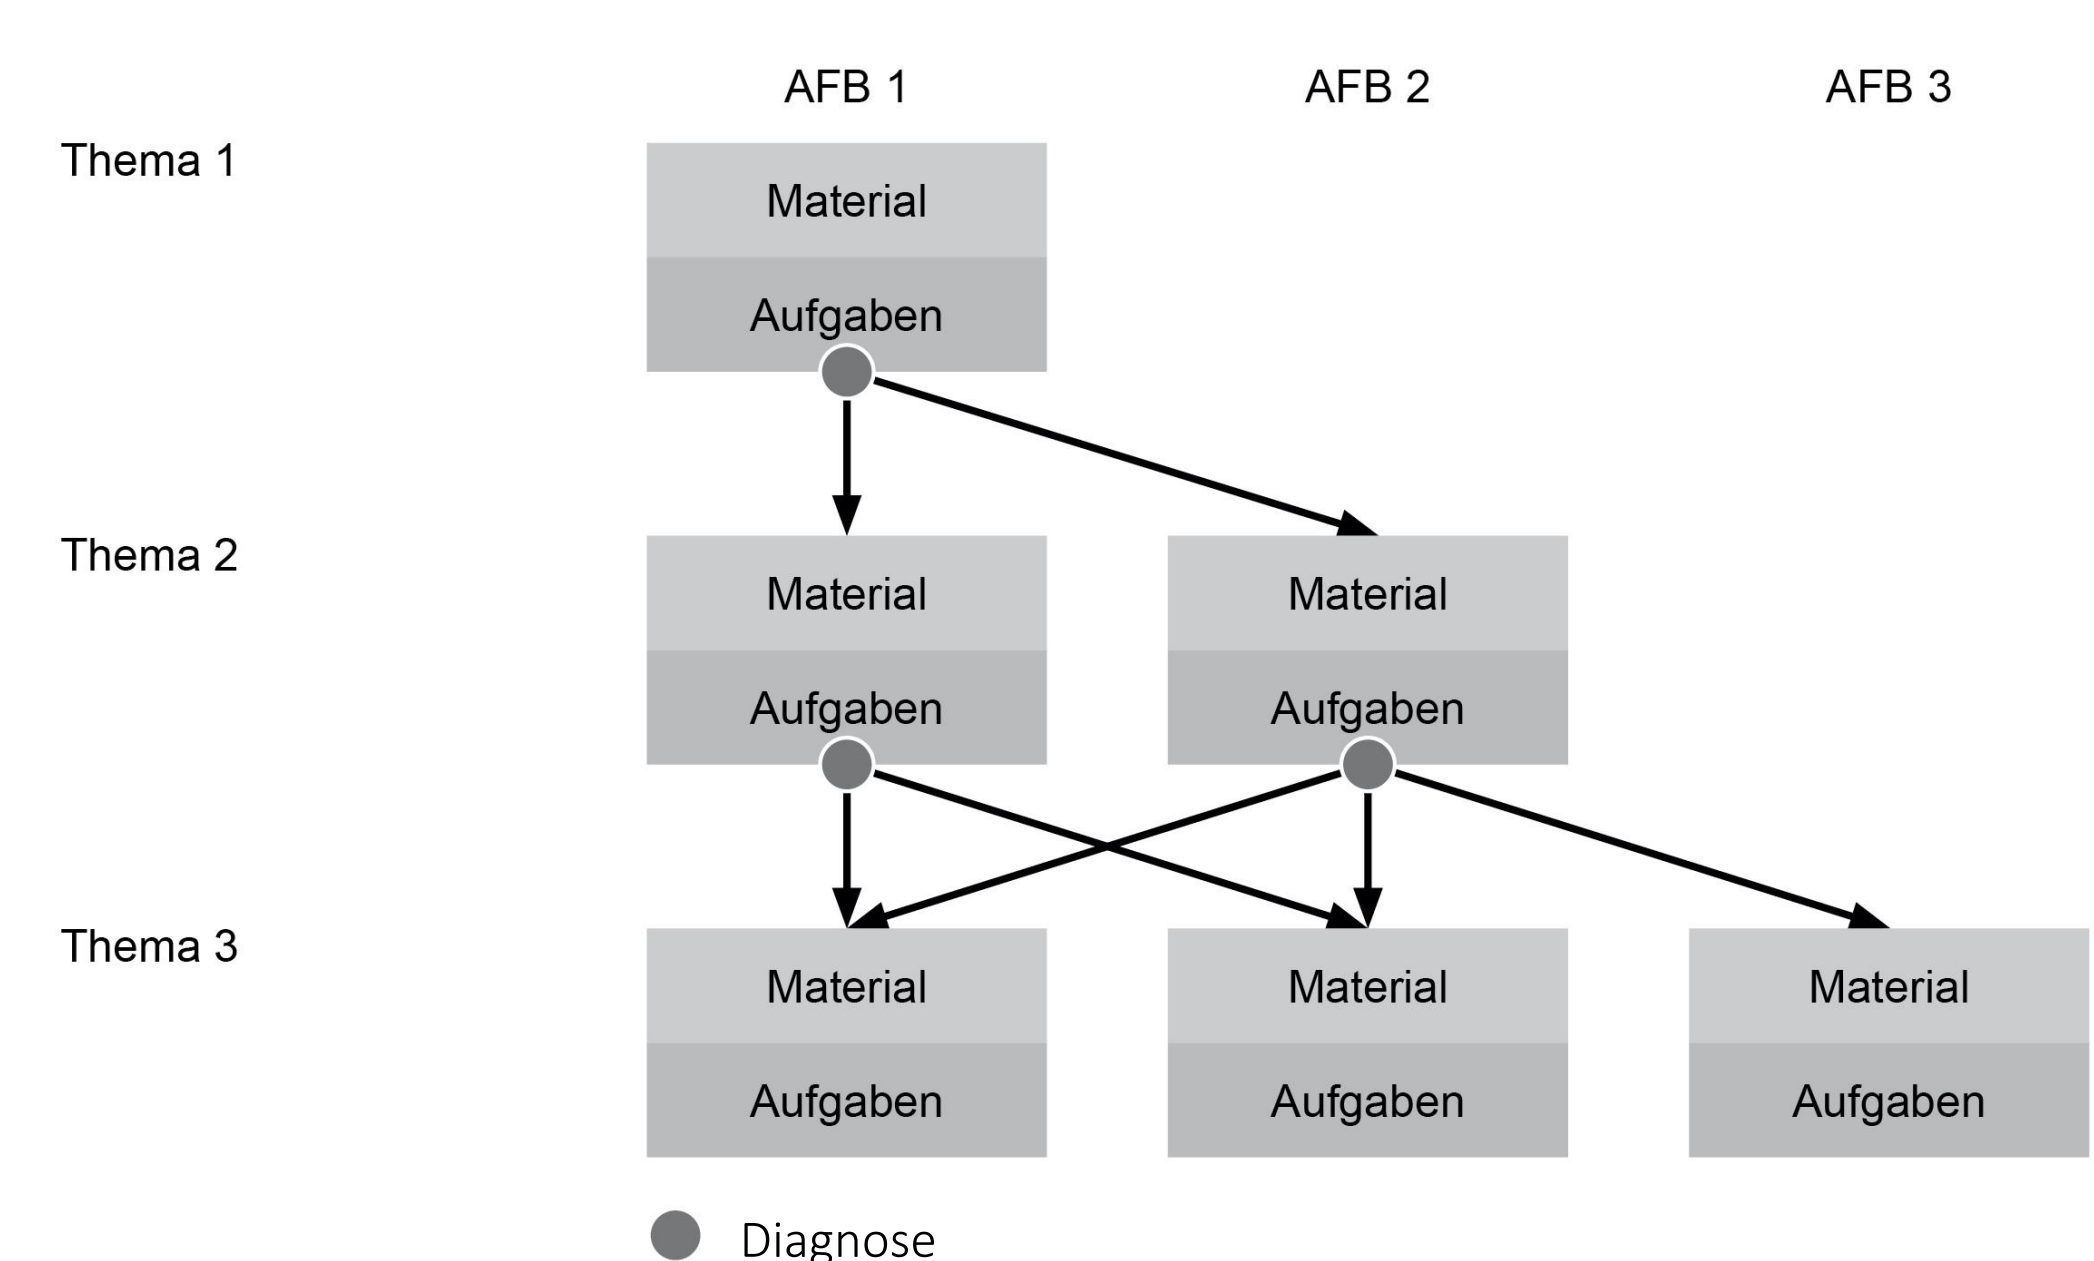 AFB 1 AFB 2 AFB 3
Thema 1
Material
Aufgaben
Thema 2
Material Material
Aufgaben Aufgaben
Thema 3
Material Material Material
Aufgaben Aufgaben Aufgaben
Diagnose